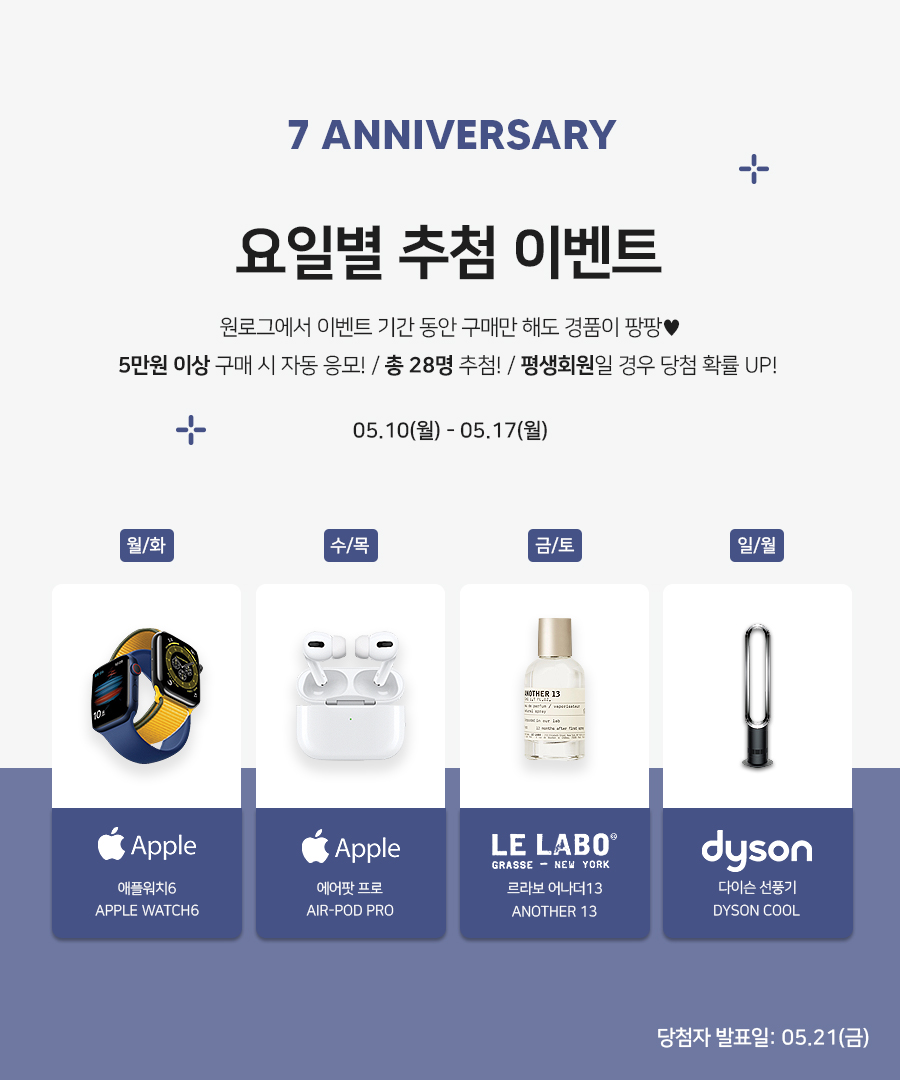 7 ANNIVERSARY
요일별 추첨 이벤트
원로그에서 이벤트 기간 동안 구매만 해도 경품이 팡팡♥
5만원 이상 구매 시 자동 응모! / 총 28명 추첨! / 평생회원일 경우 당첨 확률 UP!
05.10(월) - 05.17(월)
월/화
수/목
금/토
일/월
10
ANOTHER 13
12 months after first
Apple
애플워치6
APPLE WATCH6
Apple
에어팟 프로
AIR-POD PRO
LE LABO®
GRASSE - NEW YORK
르라보 어나더13
ANOTHER 13
dyson
다이슨 선풍기
DYSON COOL
당첨자 발표일: 05.21(금)